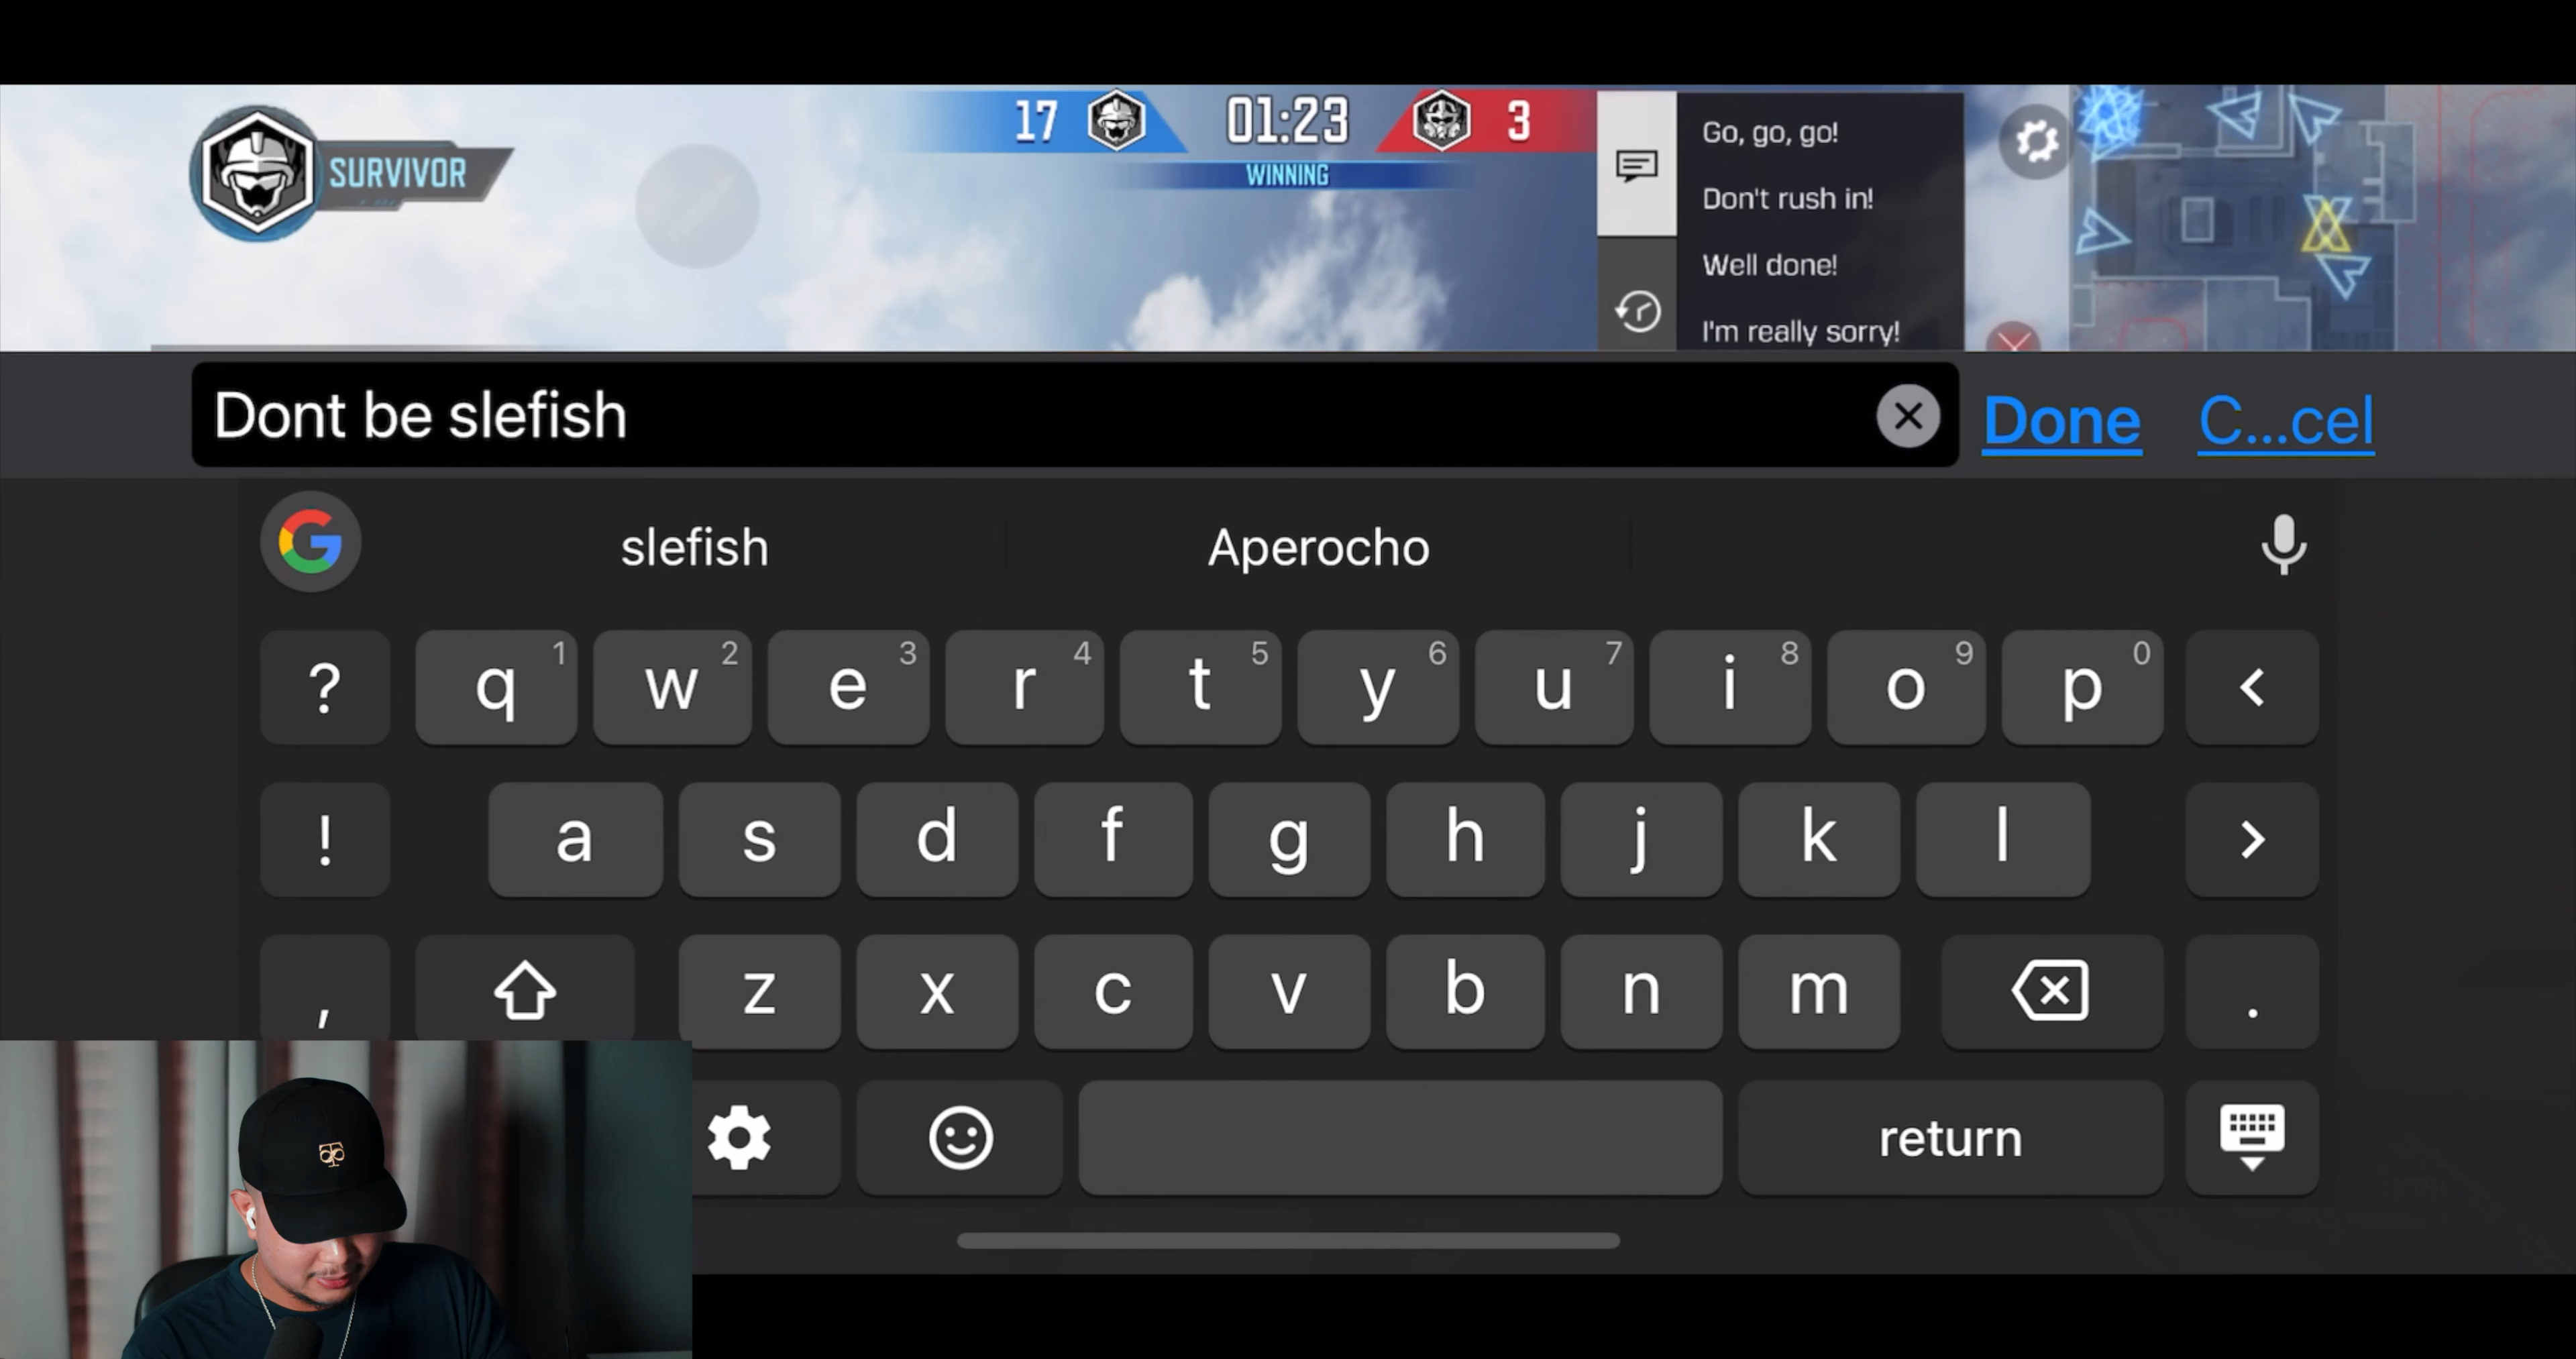 SURVIVOR
17 01:23 3
WINNING
Go, go, go!
Don't rush in!
Well done!
I'm really sorry!
Dont be slefish
Done C...cel
slefish Aperocho
? q 1 w 2 e 3 r 4 t 5 y 6 u 7 i 8 o 9 p 0 <
! a s d f g h j k l >
, z x c v b n m .
return